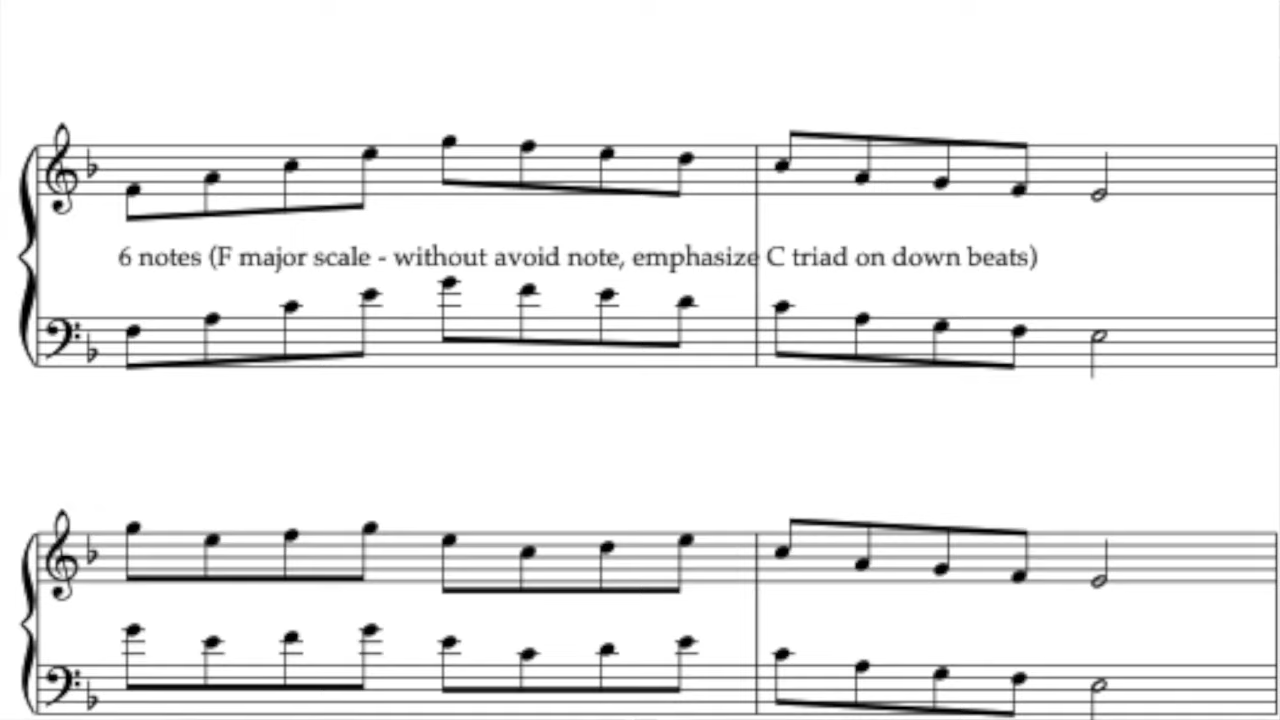 6 notes (F major scale - without avoid note, emphasize C triad on down beats)